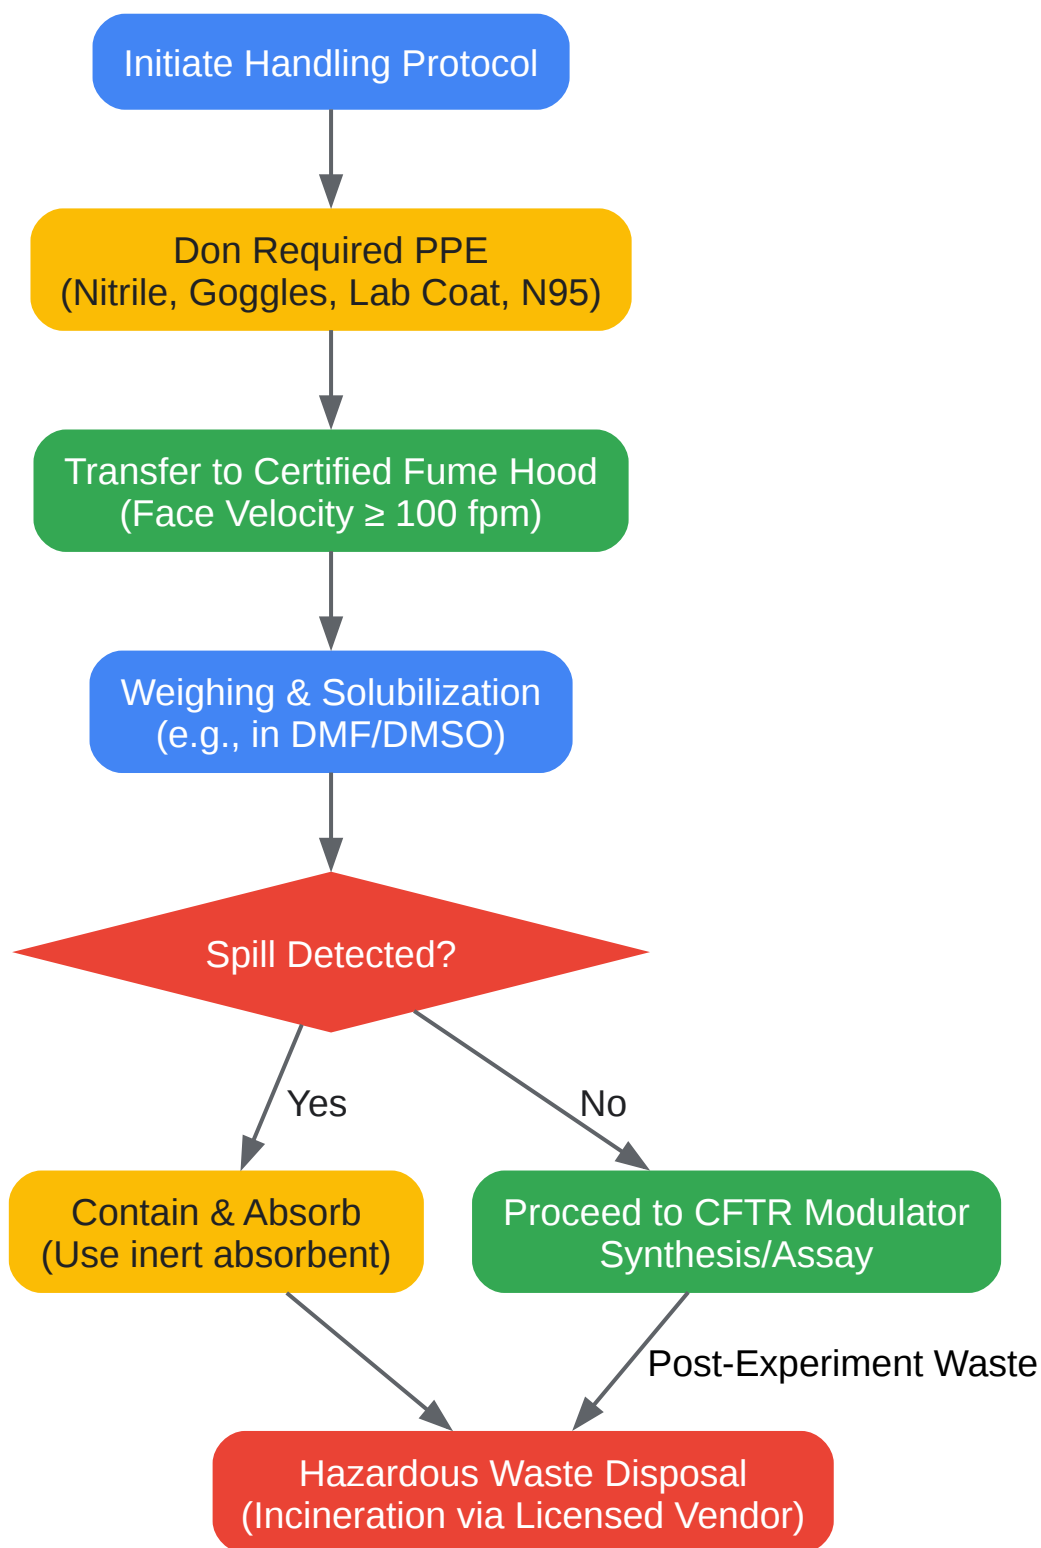 Initiate Handling Protocol
Don Required PPE
(Nitrile, Goggles, Lab Coat, N95)
Transfer to Certified Fume Hood
(Face Velocity ≥ 100 fpm)
Weighing & Solubilization
(e.g., in DMF/DMSO)
Spill Detected?
Yes
No
Contain & Absorb
(Use inert absorbent)
Proceed to CFTR Modulator
Synthesis/Assay
Post-Experiment Waste
Hazardous Waste Disposal
(Incineration via Licensed Vendor)